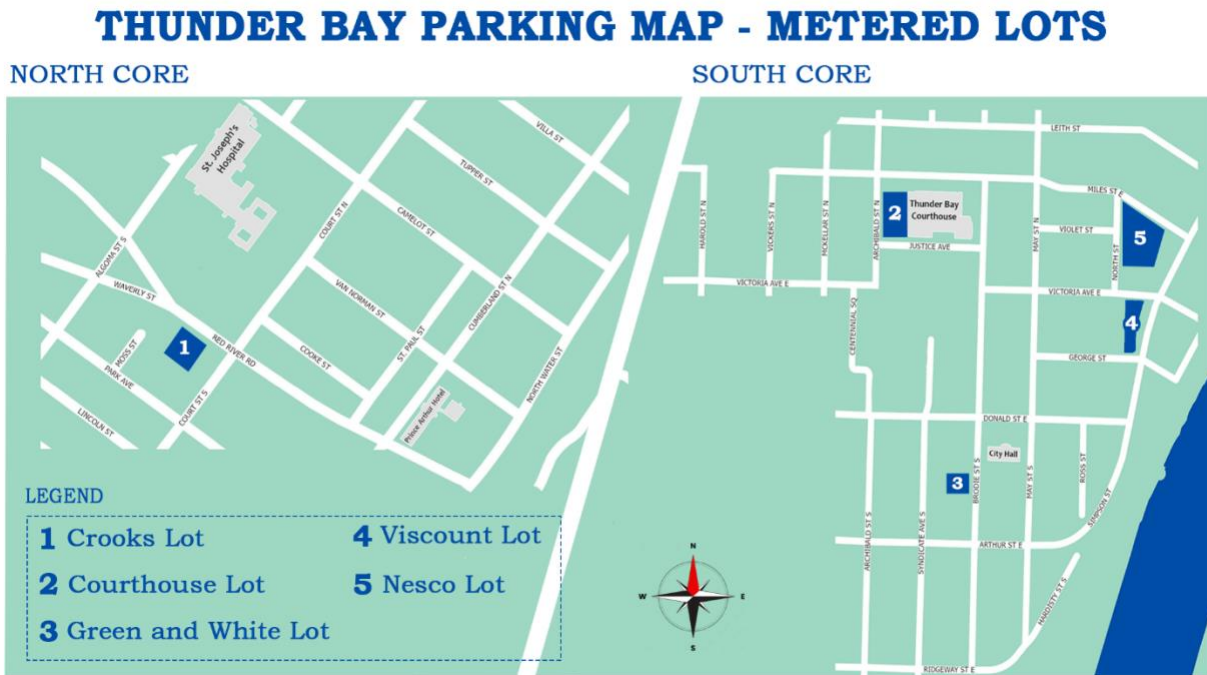 THUNDER BAY PARKING MAP - METERED LOTS
NORTH CORE
SOUTH CORE
St. Joseph's
Hospital
VILLA ST
TUPPER ST
COURT ST N
CAMELOT ST
ALGOMA ST S
WAVERLY ST
VAN NORMAN ST
CUMBERLAND ST N
1
MOSS ST
RED RIVER RD
COOKE ST
ST. PAUL ST
PARK AVE
NORTH WATER ST
COURT ST S
LINCOLN ST
Prince Arthur Hotel
LEITH ST
MILES ST E
HAROLD ST N
VICKERS ST N
MCKELLAR ST N
ARCHIBALD ST N
2
Thunder Bay
Courthouse
MAY ST N
VIOLET ST
5
JUSTICE AVE
NORTH ST
VICTORIA AVE E
VICTORIA AVE E
CENTENNIAL SQ
4
GEORGE ST
DONALD ST E
City Hall
3
BRODIE ST S
MAY ST S
ROSS ST
SIMPSON ST
ARCHIBALD ST S
SYNDICATE AVE S
ARTHUR ST E
HARDISTY ST S
RIDGEWAY ST E
LEGEND
1 Crooks Lot
2 Courthouse Lot
3 Green and White Lot
4 Viscount Lot
5 Nesco Lot
N
W
E
S